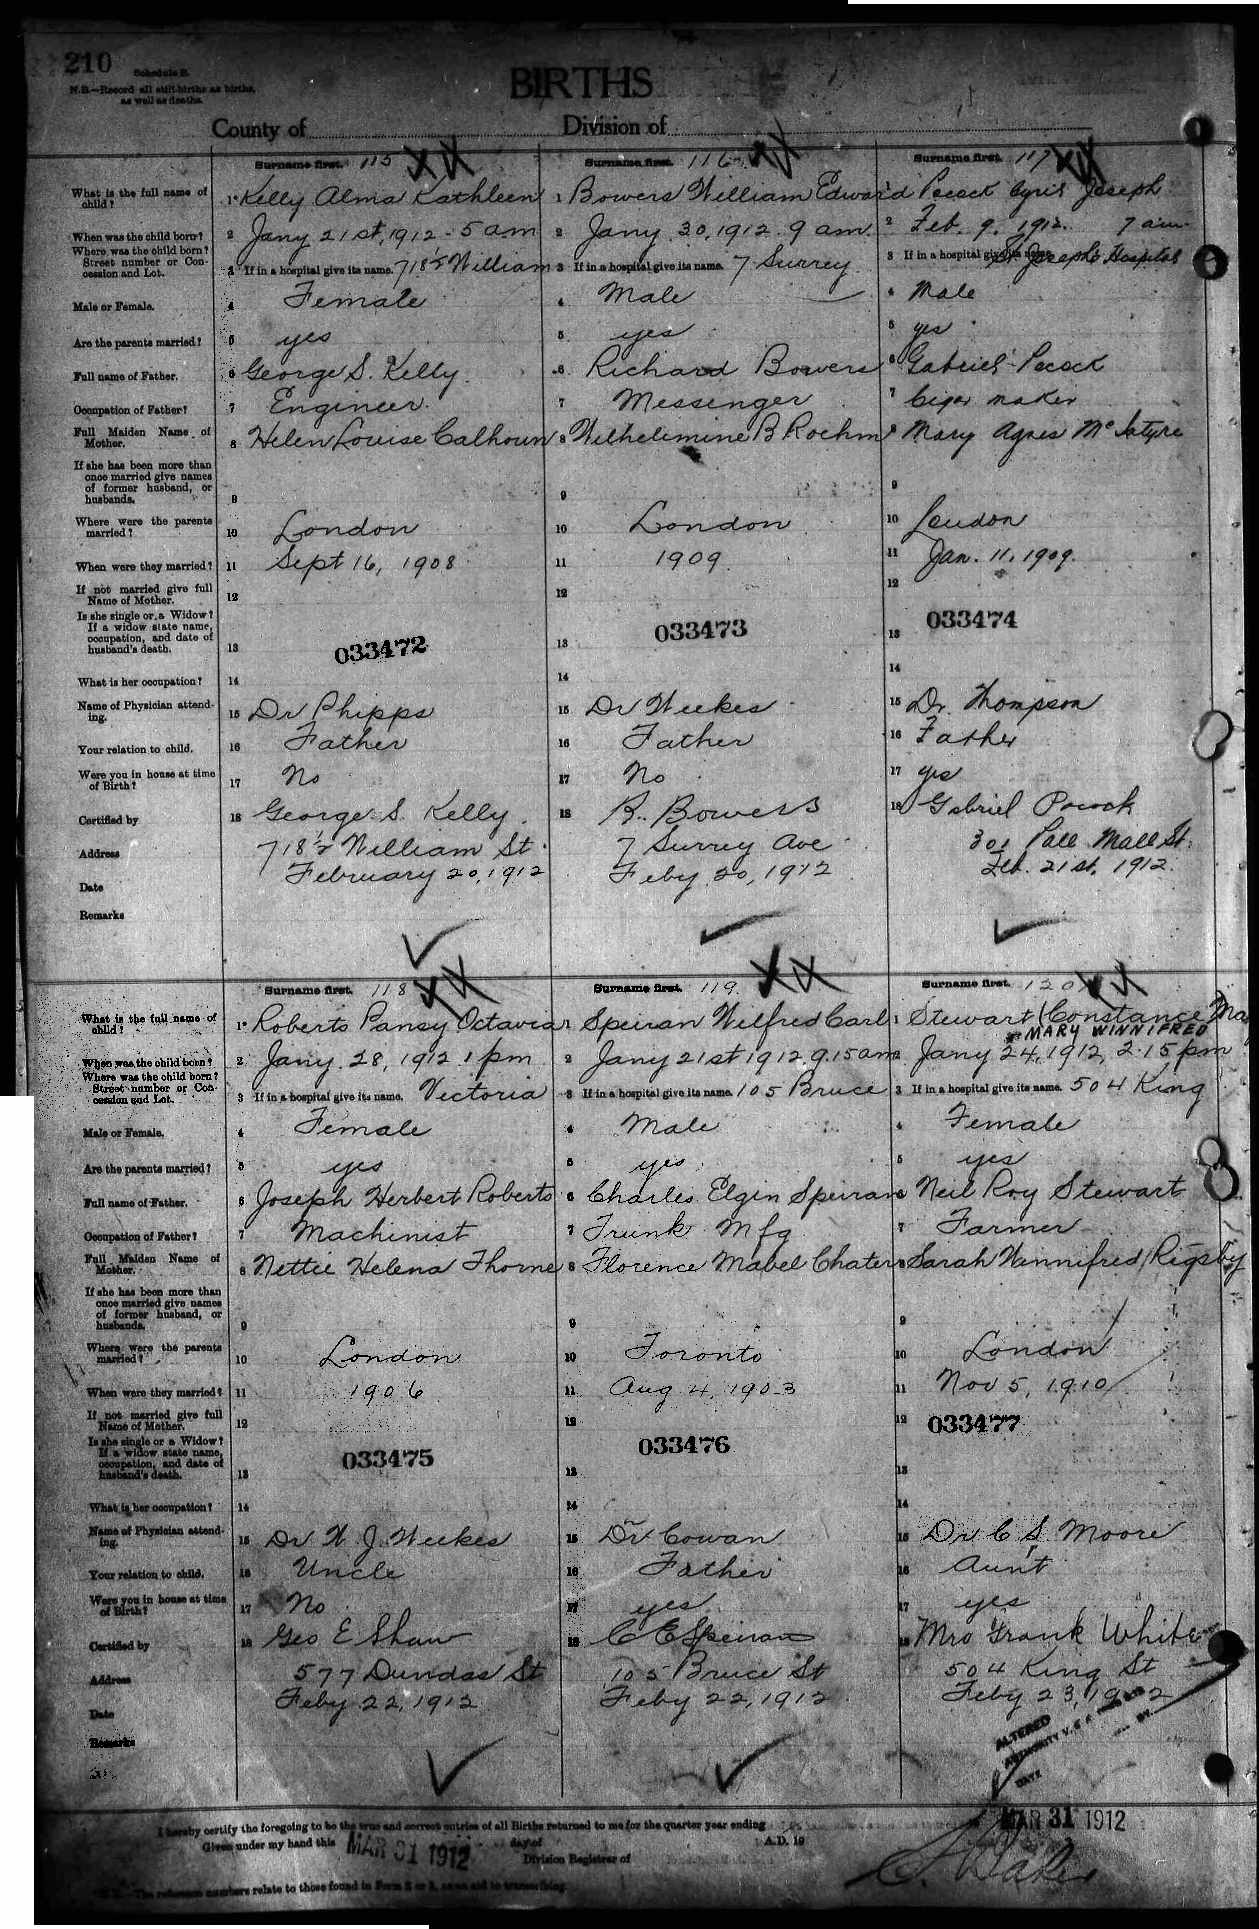 210
Schedule B.
N.B.—Record all still-births as births, as well as deaths.
BIRTHS
County of
Division of
Surname first. 115
Surname first. 116
Surname first. 117
What is the full name of child?
1 Kelly Alma Kathleen
1 Bowers William Edward
1 Pocock Cyril Joseph
When was the child born?
2 Jany 21st, 1912 - 5 am
2 Jany. 30, 1912 9 am.
2 Feb. 9. 1912. 7 a.m.
Where was the child born? Street number or Concession and Lot.
3 If in a hospital give its name. 718½ William
3 If in a hospital give its name. 7 Surrey
3 If in a hospital give its name St Joseph's Hospital
Male or Female.
4 Female
4 Male
4 Male
Are the parents married?
5 yes
5 yes
5 yes
Full name of Father.
6 George S. Kelly
6 Richard Bowers
6 Gabriel Pocock
Occupation of Father?
7 Engineer
7 Messenger
7 Cigar maker
Full Maiden Name of Mother.
8 Helen Louise Calhoun
8 Wilhelimine B Roehm
8 Mary Agnes McIntyre
If she has been more than once married give names of former husband, or husbands.
9
9
9
Where were the parents married?
10 London
10 London
10 London
When were they married?
11 Sept 16, 1908
11 1909
11 Jan. 11, 1909.
If not married give full Name of Mother.
12
12
12
Is she single or a Widow? If a widow state name, occupation, and date of husband's death.
13 033472
13 033473
13 033474
What is her occupation?
14
14
14
Name of Physician attending.
15 Dr Phipps
15 Dr Weekes
15 Dr. Thompson
Your relation to child.
16 Father
16 Father
16 Father
Were you in house at time of Birth?
17 No
17 No
17 yes
Certified by
18 George S. Kelly.
18 R. Bowers
18 Gabriel Pocock
Address
718½ William St.
7 Surrey Ave
301 Pall Mall St.
Date
February 20, 1912
Feby 20, 1912
Feb. 21st, 1912.
Remarks
Surname first. 118
Surname first. 119
Surname first. 120
What is the full name of child?
1 Roberts Pansy Octavia
1 Speiran Wilfred Carl
1 Stewart (Constance Ma
MARY WINNIFRED
When was the child born?
2 Jany. 28, 1912 1 pm
2 Jany 21st 1912 9.15 am
Jany 24, 1912, 2.15 pm
Where was the child born? Street number or Concession and Lot.
3 If in a hospital give its name. Victoria
3 If in a hospital give its name. 105 Bruce
3 If in a hospital give its name. 504 King
Male or Female.
4 Female
4 Male
4 Female
Are the parents married?
5 yes
5 yes
5 yes
Full name of Father.
6 Joseph Herbert Roberts
6 Charles Elgin Speiran
6 Neil Roy Stewart
Occupation of Father?
7 Machinist
7 Trunk Mfg
7 Farmer
Full Maiden Name of Mother.
8 Nettie Helena Thorne
8 Florence Mabel Chater
8 Sarah Winnifred Rigsby
If she has been more than once married give names of former husband, or husbands.
9
9
9
Where were the parents married?
10 London
10 Toronto
10 London
When were they married?
11 1906
11 Aug 4, 1903
11 Nov 5, 1910
If not married give full Name of Mother.
12
12
12 033477
Is she single or a Widow? If a widow state name, occupation, and date of husband's death.
13 033475
13 033476
13
What is her occupation?
14
14
14
Name of Physician attending.
15 Dr W J Weekes
15 Dr Cowan
15 Dr C S Moore
Your relation to child.
16 Uncle
16 Father
16 Aunt
Were you in house at time of Birth?
17 No
17 yes
17 yes
Certified by
18 Geo E Shaw
18 C E Speiran
18 Mrs Frank White
Address
577 Dundas St
105 Bruce St
504 King St
Date
Feby 22, 1912
Feby 22, 1912
Feby 23, 1912
Remarks
ALTERED
AUTHORITY V. S.
BY
DATE
I hereby certify the foregoing to be the true and correct entries of all Births returned to me for the quarter year ending MAR 31 1912
Given under my hand this MAR 31 1912 day of A.D. 19
Division Registrar of
N.B. The reference numbers relate to those found in Form 2 or 3, as an aid to transcribing.